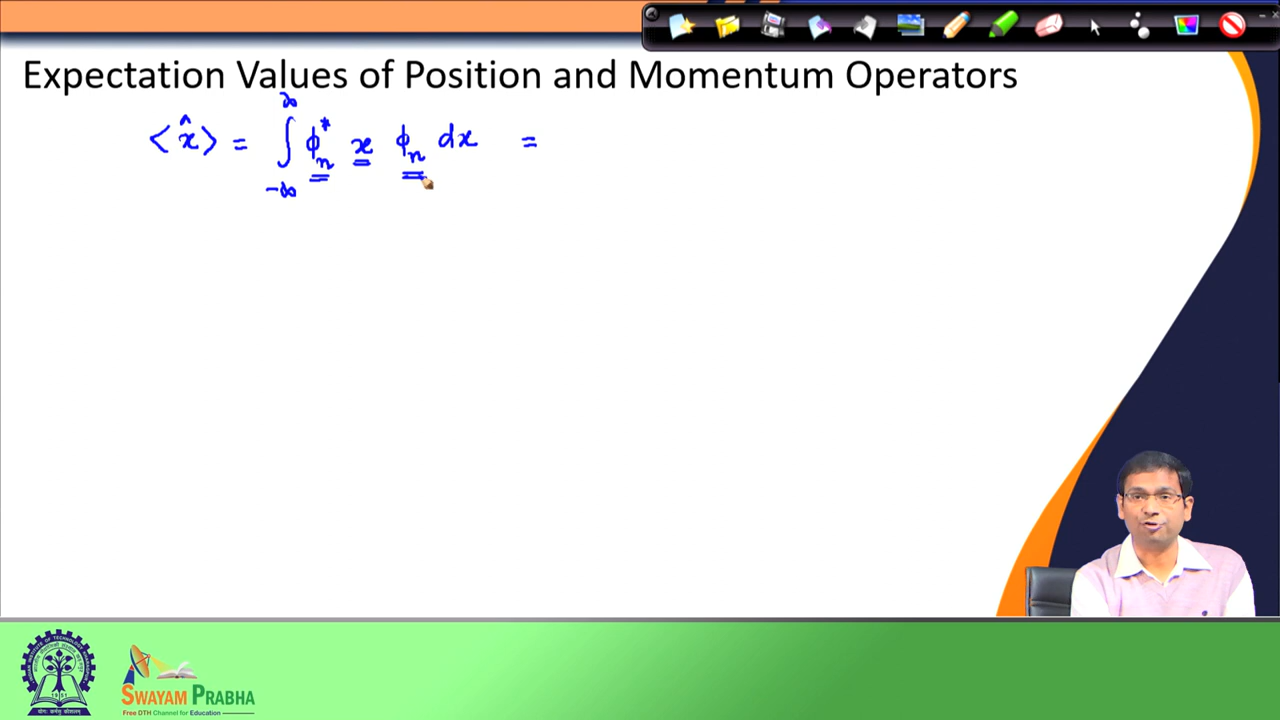 Expectation Values of Position and Momentum Operators
⟨x̂⟩ = ∫_{-∞}^{∞} ϕ_n^* x ϕ_n dx =
SWAYAM PRABHA
Free DTH Channel for Education